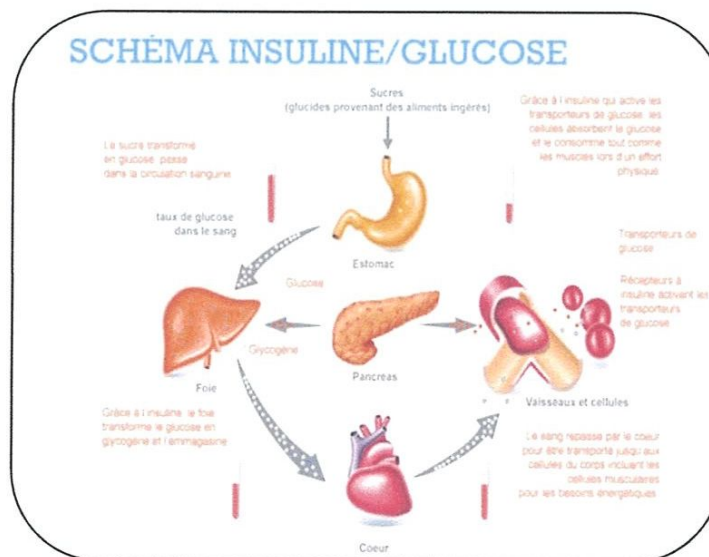 SCHÉMA INSULINE/GLUCOSE
Sucres
(glucides provenant des aliments ingérés)
Le sucre transformé
en glucose passe
dans la circulation sanguine
Grâce à l'insuline qui active les
transporteurs de glucose, les
cellules absorbent le glucose
et le consomme tout comme
les muscles lors d'un effort
physique.
taux de glucose
dans le sang
Estomac
Transporteurs de
glucose
Glucose
Récepteurs à
insuline activant les
transporteurs
de glucose
Glycogène
Foie
Pancréas
Vaisseaux et cellules
Grâce à l'insuline, le foie
transforme le glucose en
glycogène et l'emmagasine
Le sang repasse par le coeur
pour être transporté jusqu'aux
cellules du corps incluant les
cellules musculaires
pour les besoins énergétiques.
Coeur